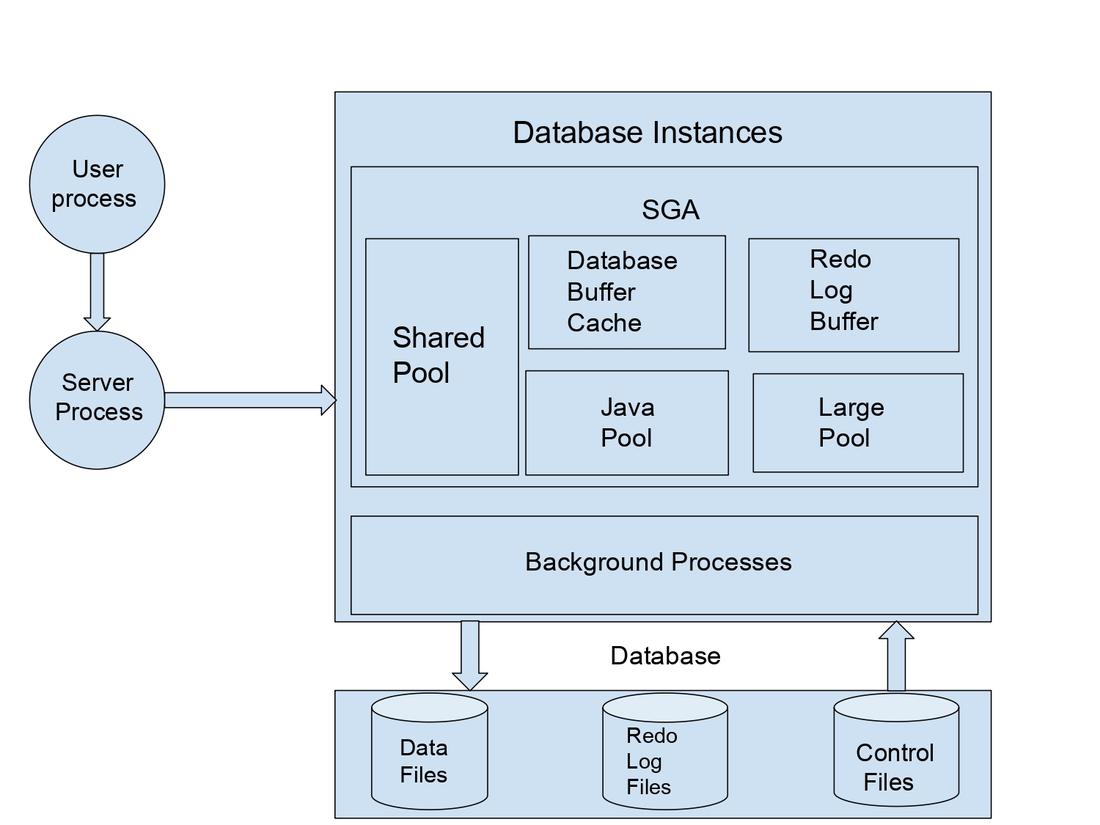 User
process
Server
Process
Database Instances
SGA
Shared
Pool
Database
Buffer
Cache
Redo
Log
Buffer
Java
Pool
Large
Pool
Background Processes
Database
Data
Files
Redo
Log
Files
Control
Files